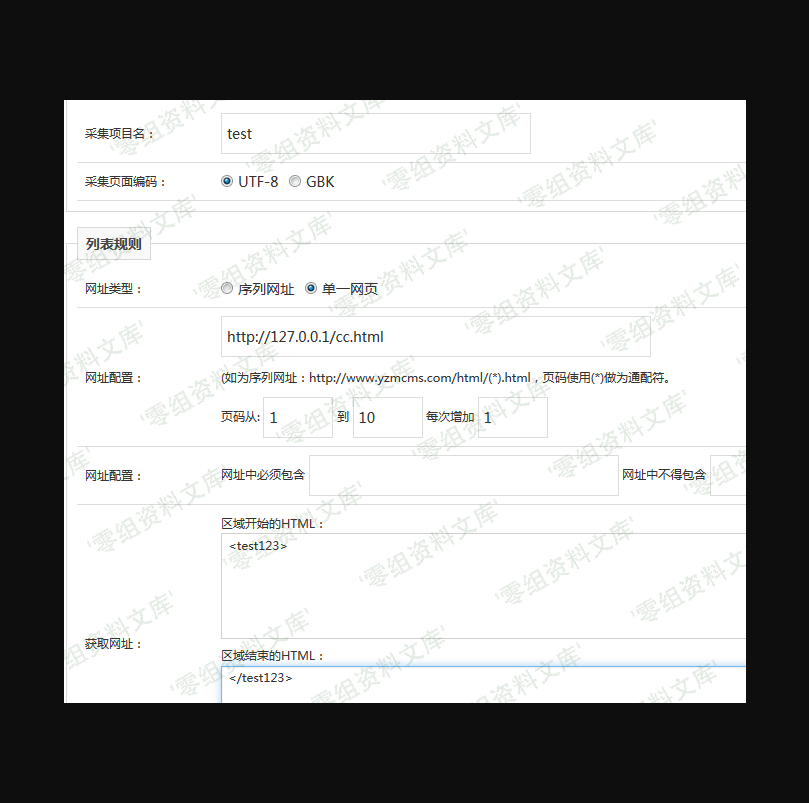 采集项目名： test
采集页面编码： UTF-8 GBK
列表规则
网址类型： 序列网址 单一网页
http://127.0.0.1/cc.html
网址配置： (如为序列网址：http://www.yzmcms.com/html/(*).html，页码使用(*)做为通配符。
页码从: 1 到 10 每次增加 1
网址配置： 网址中必须包含 网址中不得包含
区域开始的HTML：
<test123>
获取网址：
区域结束的HTML：
</test123>
'零组资料文库'